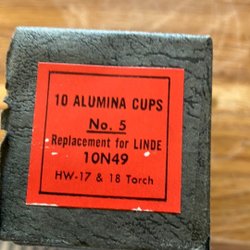 10 ALUMINA CUPS
No. 5
Replacement for LINDE
10N49
HW-17 & 18 Torch